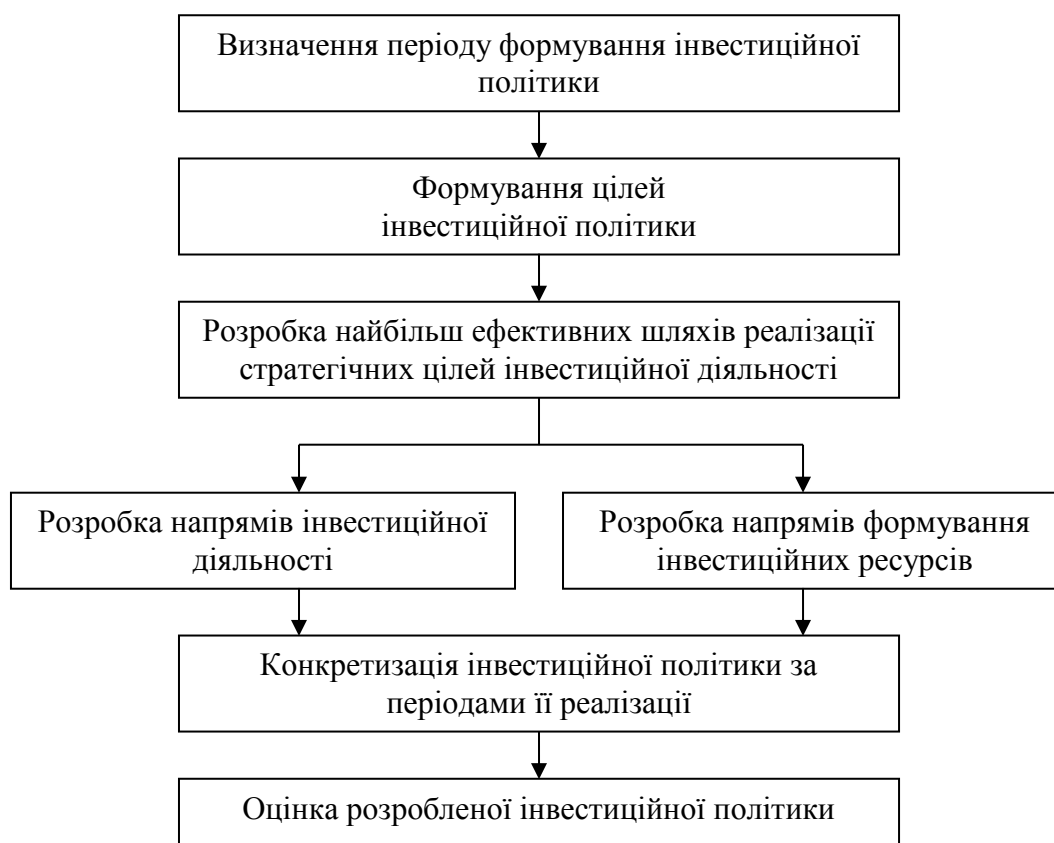 Визначення періоду формування інвестиційної
політики
Формування цілей
інвестиційної політики
Розробка найбільш ефективних шляхів реалізації
стратегічних цілей інвестиційної діяльності
Розробка напрямів інвестиційної
діяльності
Розробка напрямів формування
інвестиційних ресурсів
Конкретизація інвестиційної політики за
періодами її реалізації
Оцінка розробленої інвестиційної політики